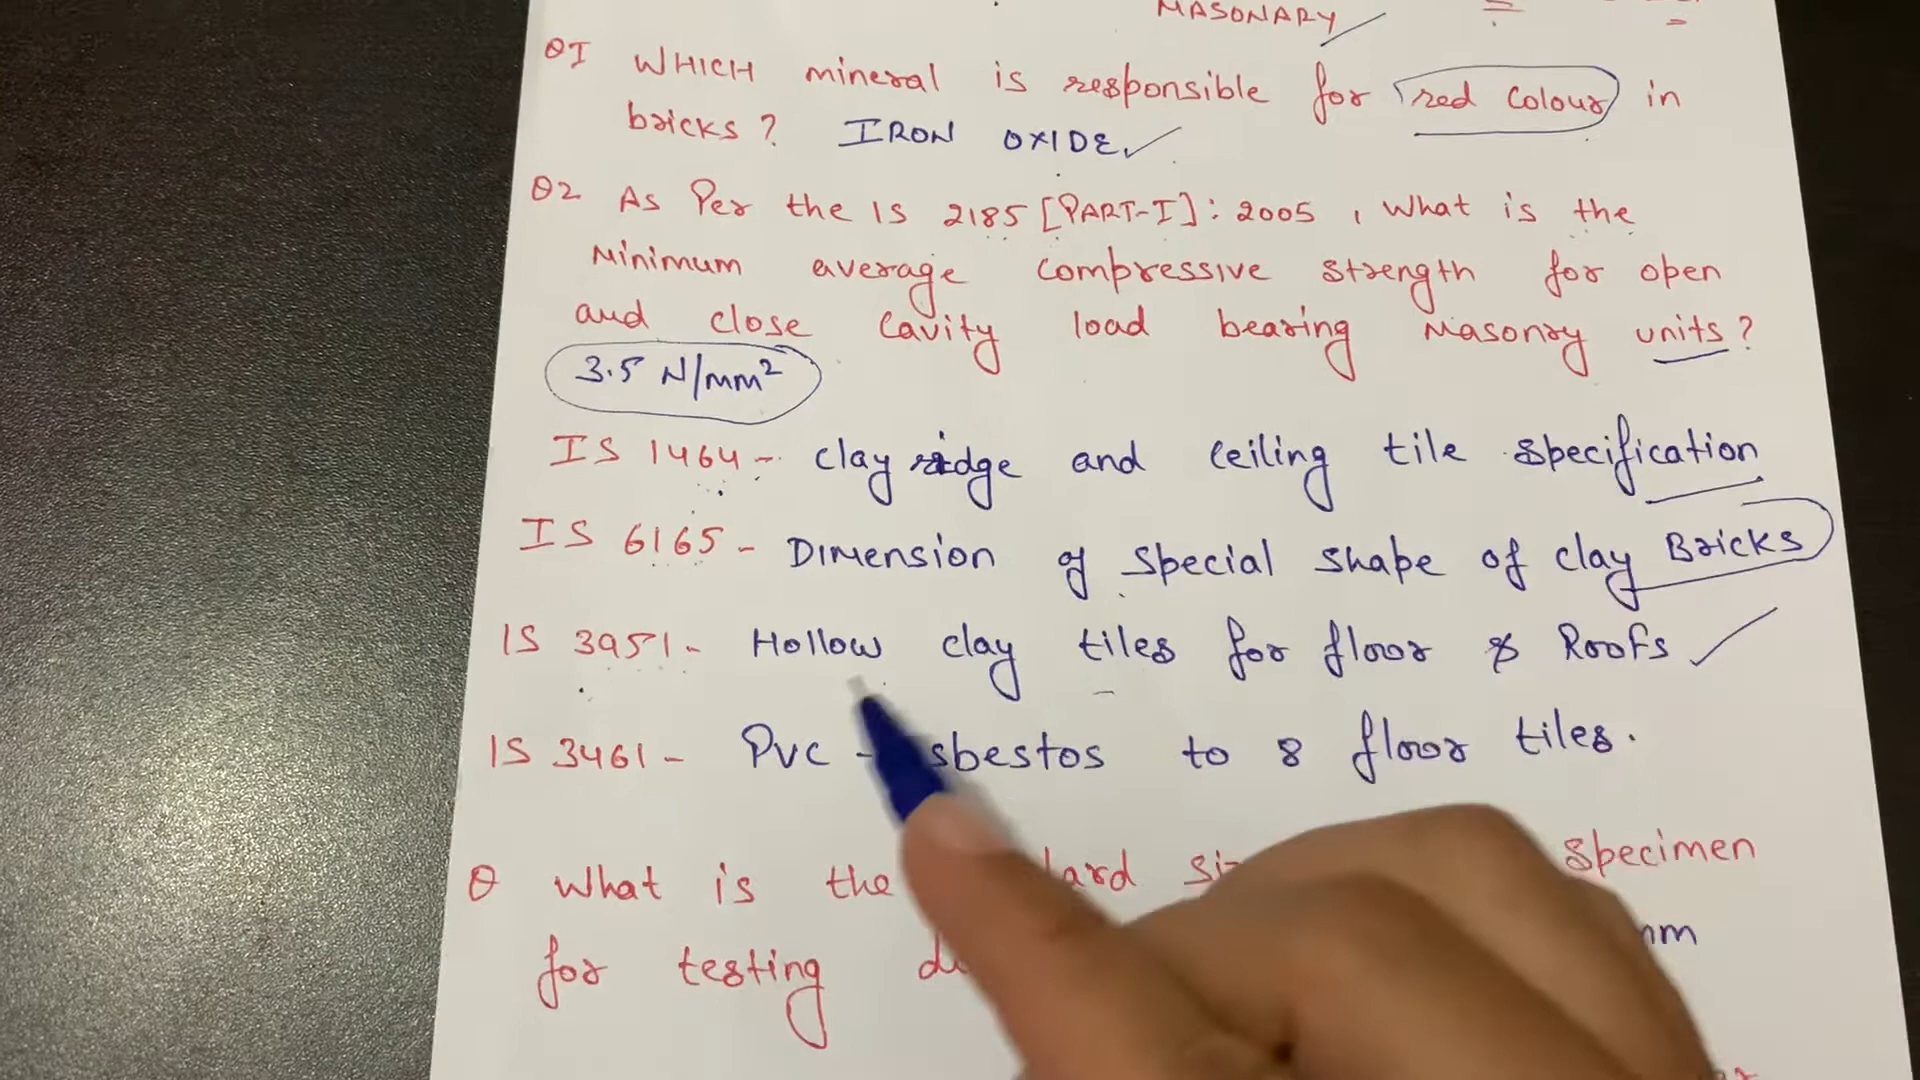 MASONARY
Q1 WHICH mineral is responsible for red colour in
bricks? IRON OXIDE
Q2 As Per the IS 2185 [PART-I]: 2005, What is the
Minimum average compressive strength for open
and close cavity load bearing Masonry units?
3.5 N/mm²
IS 1464 - clay ridge and ceiling tile specification
IS 6165 - Dimension of special shape of clay Bricks
IS 3951 - Hollow clay tiles for floor & Roofs
IS 3461 - PVC - sbestos to 8 floor tiles.
Q What is the specimen
for testing